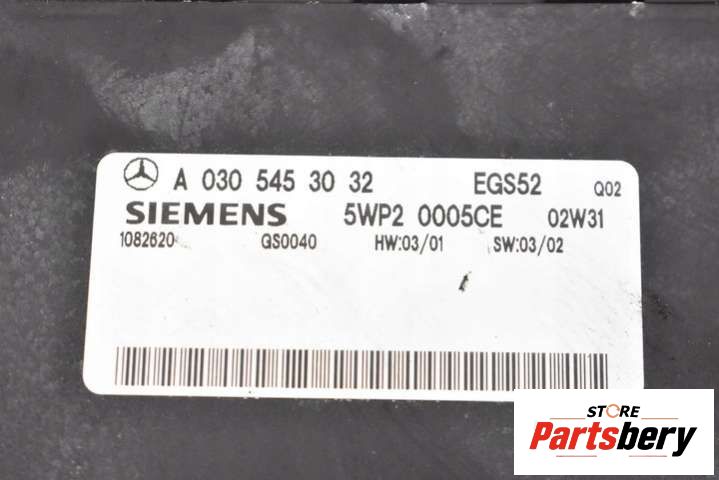 A 030 545 30 32 EGS52 Q02
SIEMENS 5WP2 0005CE 02W31
1082620 GS0040 HW:03/01 SW:03/02
STORE
Partsbery